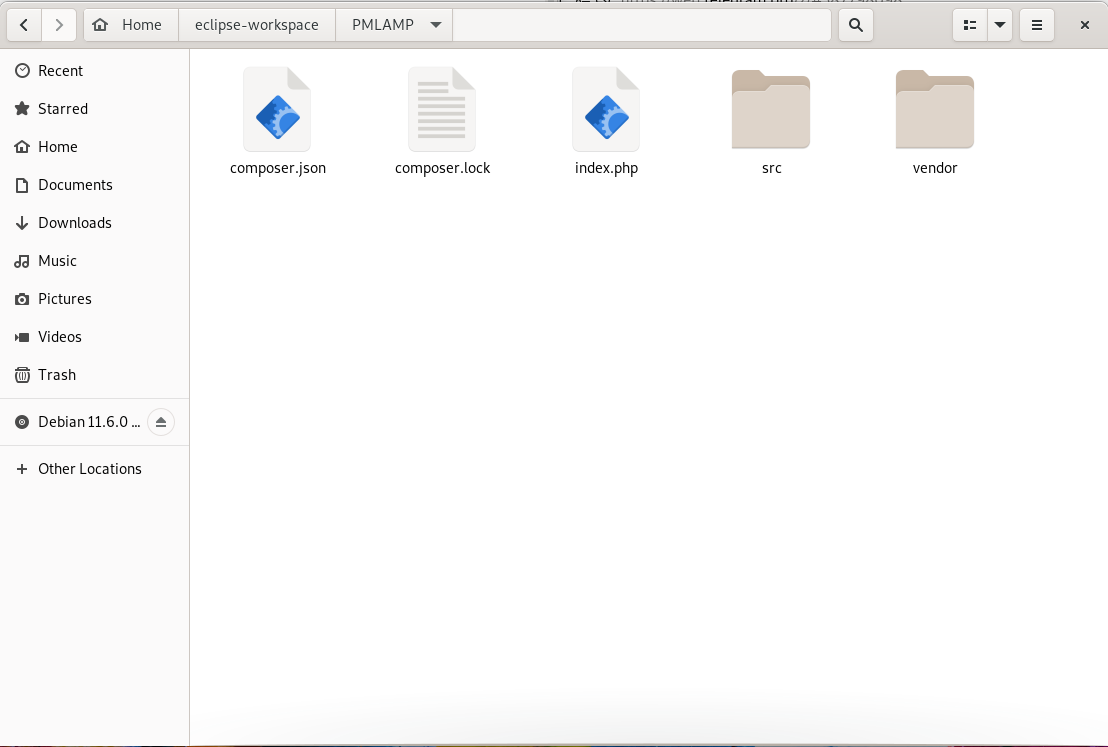 Home
eclipse-workspace
PMLAMP
Recent
Starred
Home
Documents
Downloads
Music
Pictures
Videos
Trash
Debian 11.6.0 ...
Other Locations
composer.json
composer.lock
index.php
src
vendor